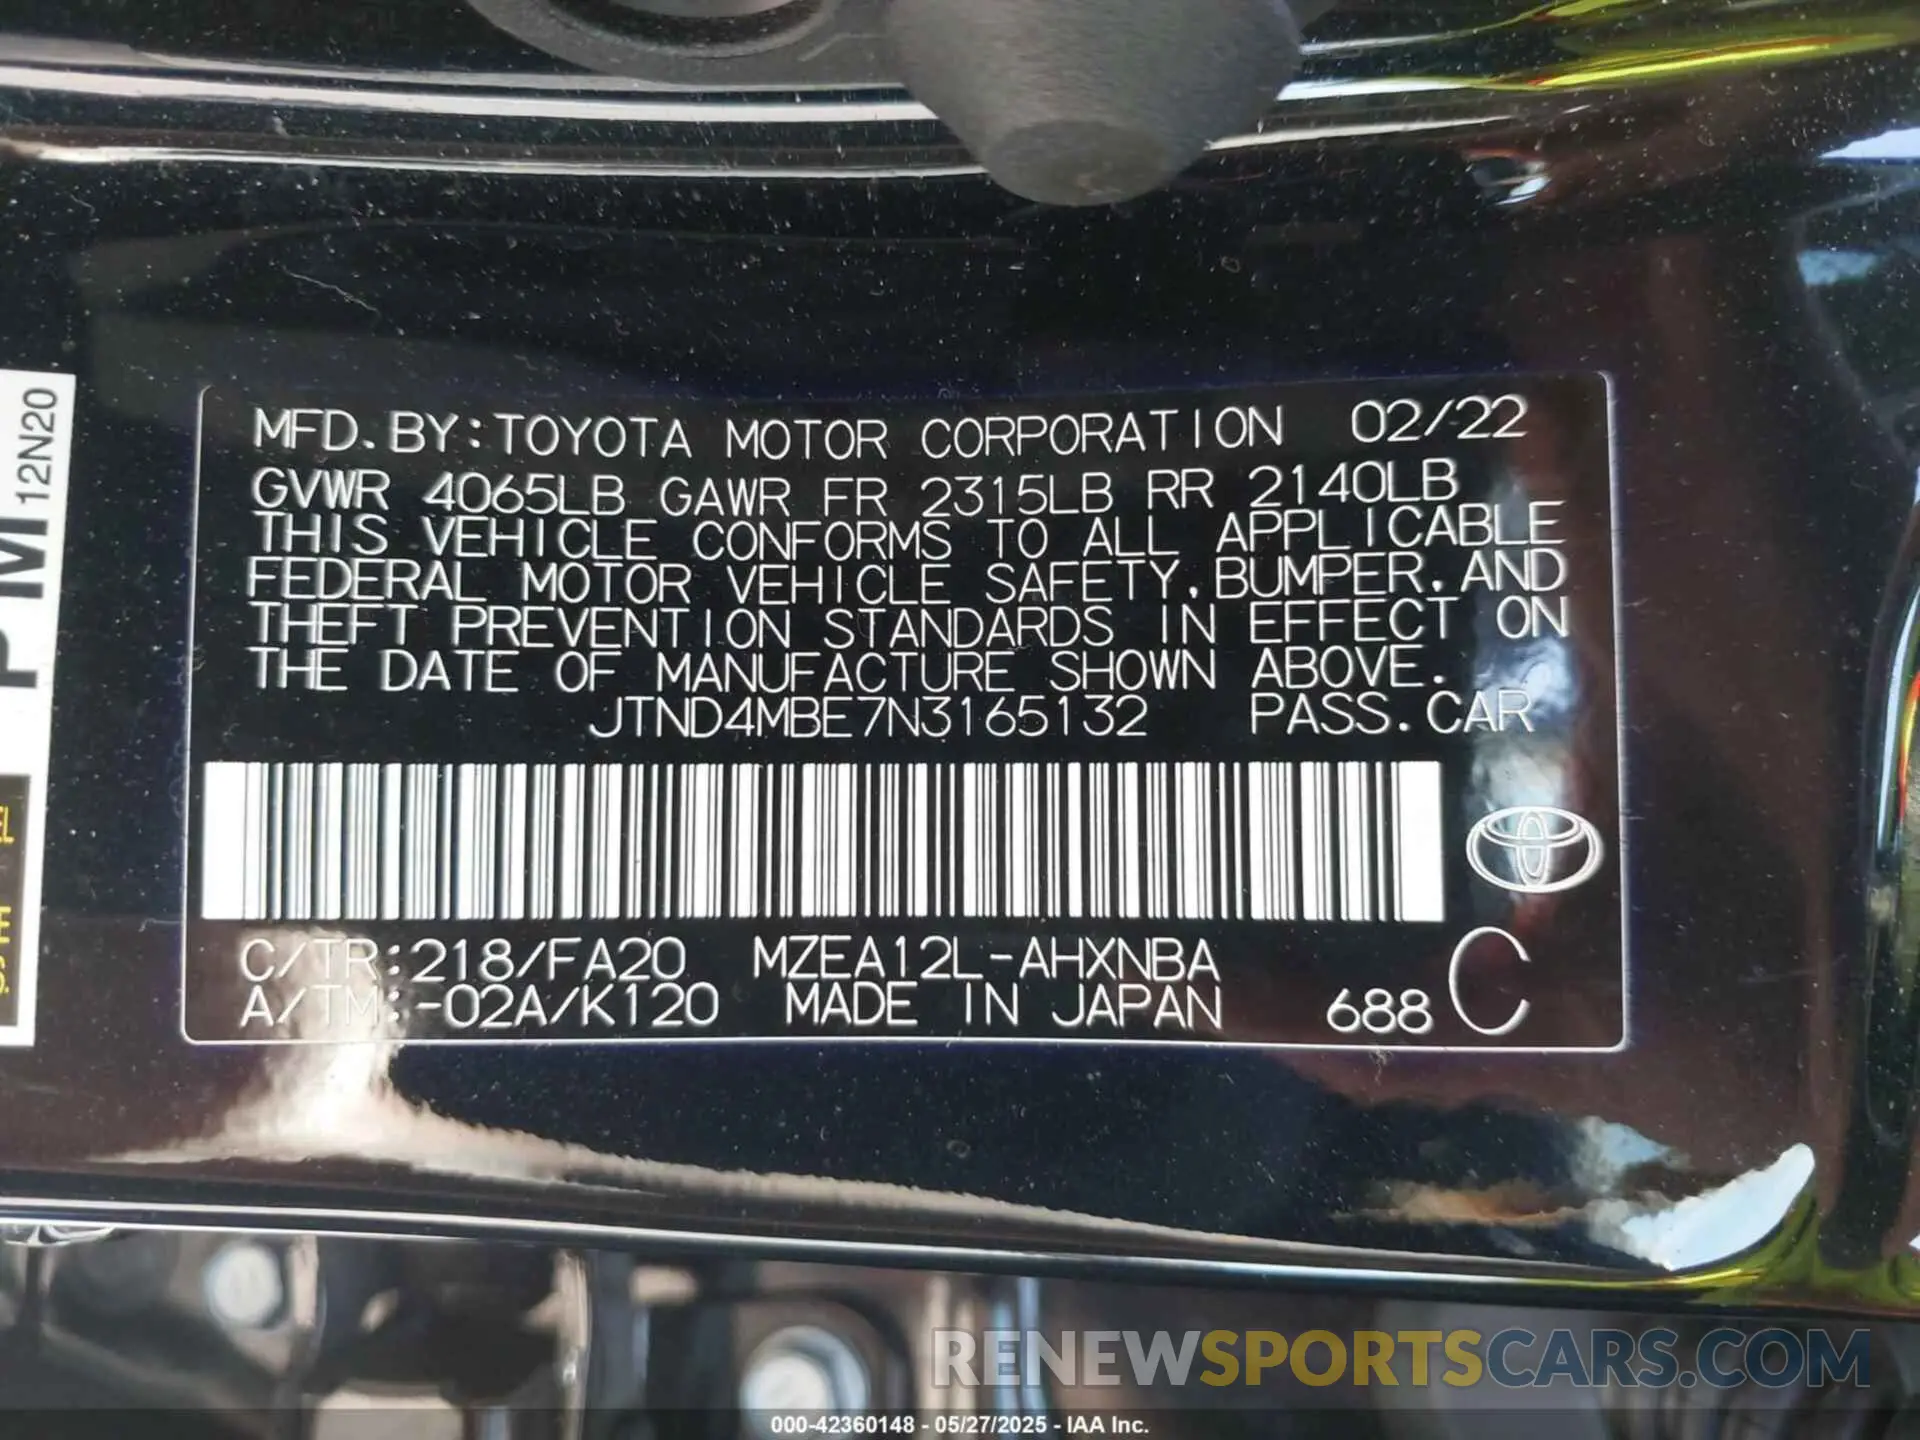 MFD. BY: TOYOTA MOTOR CORPORATION 02/22
GVWR 4065LB GAWR FR 2315LB RR 2140LB
THIS VEHICLE CONFORMS TO ALL APPLICABLE
FEDERAL MOTOR VEHICLE SAFETY, BUMPER, AND
THEFT PREVENTION STANDARDS IN EFFECT ON
THE DATE OF MANUFACTURE SHOWN ABOVE.
JTND4MBE7N3165132 PASS. CAR
C/TR: 218/FA20 MZEA12L-AHXNBA C
A/TM: -02A/K120 MADE IN JAPAN 688
PM 12N20
RENEWSPORTSCARS.COM
000-42360148 - 05/27/2025 - IAA Inc.